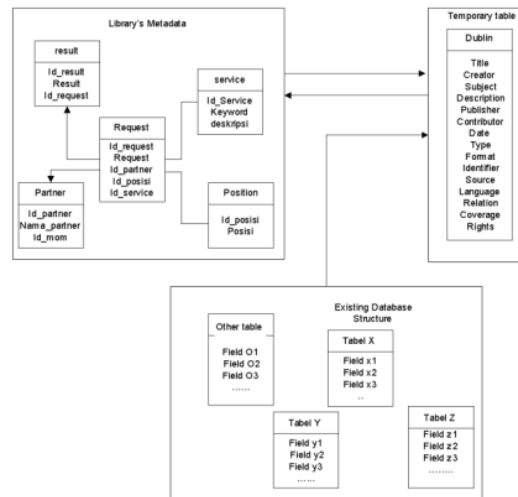 Library's Metadata
result
Id_result
Result
Id_request
service
Id_Service
Keyword
deskripsi
Request
Id_request
Request
Id_partner
Id_posisi
Id_service
Partner
Id_partner
Nama_partner
Id_mom
Position
Id_posisi
Posisi
Temporary table
Dublin
Title
Creator
Subject
Description
Publisher
Contributor
Date
Type
Format
Identifier
Source
Language
Relation
Coverage
Rights
Existing Database
Structure
Other table
Field O1
Field O2
Field O3
......
Tabel X
Field x1
Field x2
Field x3
..
Tabel Y
Field y1
Field y2
Field y3
......
Tabel Z
Field z1
Field z2
Field z3
........